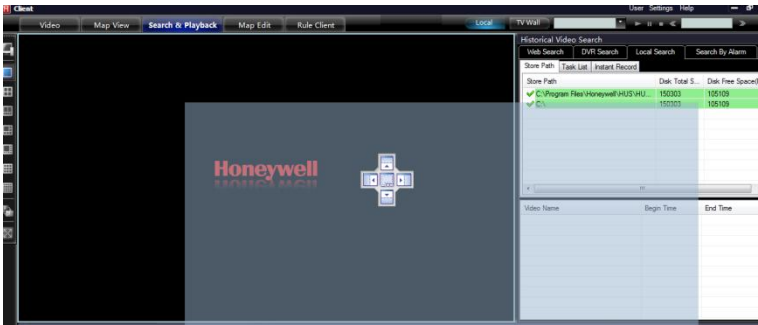 Client User Settings Help
Video Map View Search & Playback Map Edit Rule Client Local TV Wall
Historical Video Search
Web Search DVR Search Local Search Search By Alarm
Store Path Task List Instant Record
Store Path Disk Total S... Disk Free Space(
C:\Program Files\Honeywell\HUS\HU... 150303 105109
C:\ 150303 105109
Honeywell
Video Name Begin Time End Time